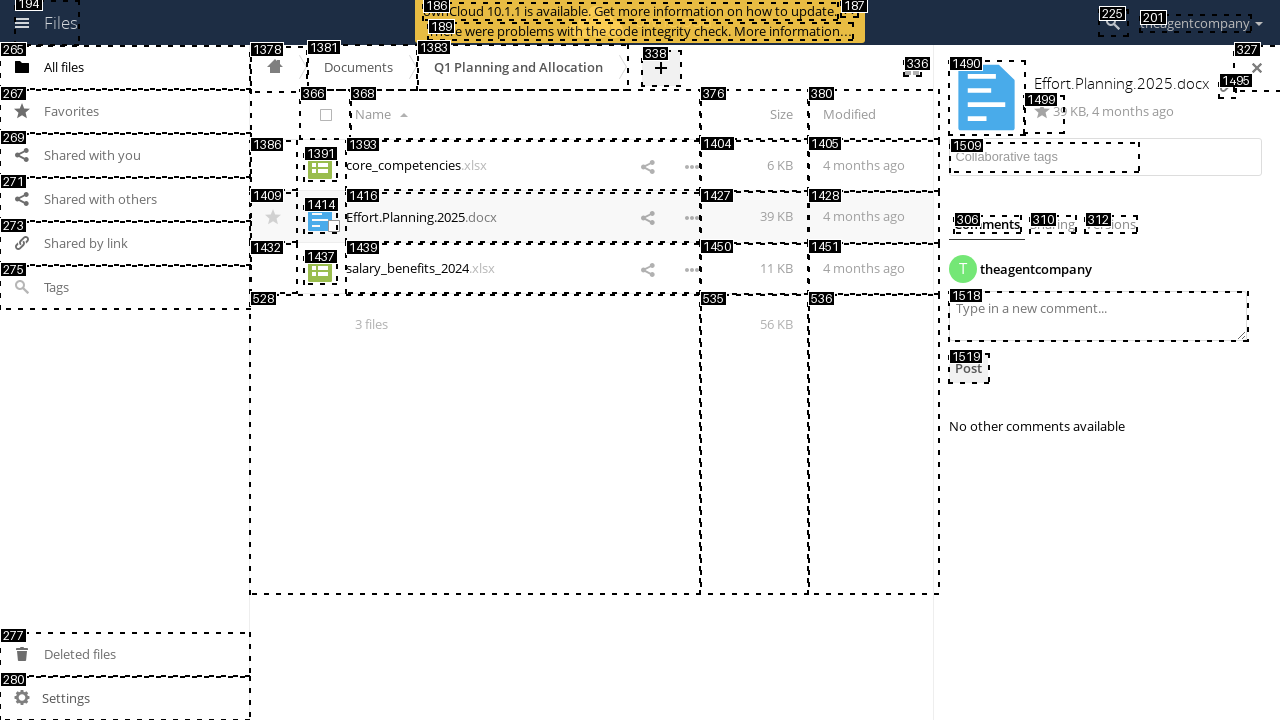 194
Files
186
ownCloud 10.1.1 is available. Get more information on how to update.
187
189
There were problems with the code integrity check. More information…
225
201
theagentcompany
265
All files
267
Favorites
269
Shared with you
271
Shared with others
273
Shared by link
275
Tags
277
Deleted files
280
Settings
1378
1381
Documents
1383
Q1 Planning and Allocation
338
+
336
366
368
Name
376
Size
380
Modified
1386
1391
1393
core_competencies.xlsx
1404
6 KB
1405
4 months ago
1409
1414
1416
Effort.Planning.2025.docx
1427
39 KB
1428
4 months ago
1432
1437
1439
salary_benefits_2024.xlsx
1450
11 KB
1451
4 months ago
528
3 files
535
56 KB
536
327
1490
Effort.Planning.2025.docx
1495
1499
39 KB, 4 months ago
1509
Collaborative tags
306
Comments
310
Sharing
312
Versions
T
theagentcompany
1518
Type in a new comment...
1519
Post
No other comments available